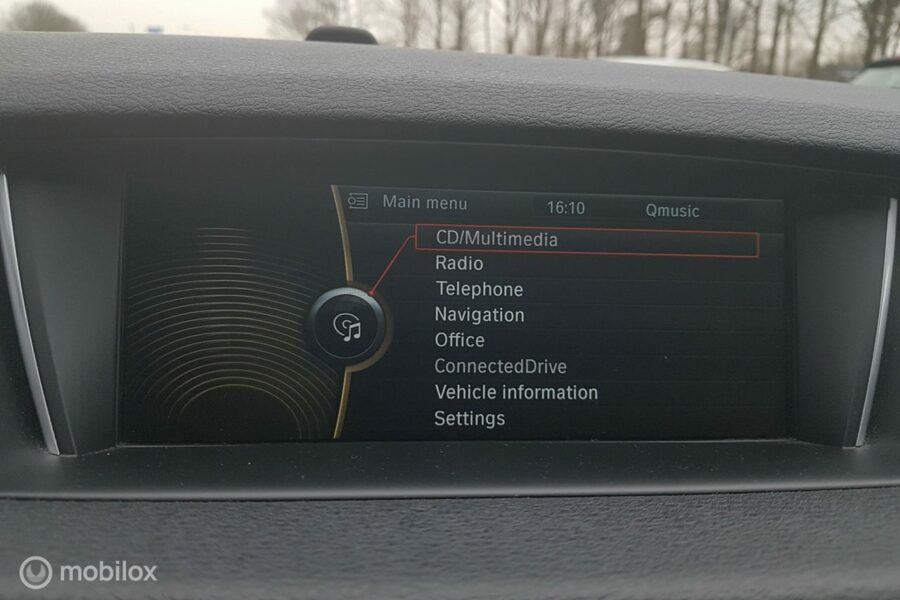 Main menu 16:10 Qmusic
CD/Multimedia
Radio
Telephone
Navigation
Office
ConnectedDrive
Vehicle information
Settings
mobilox